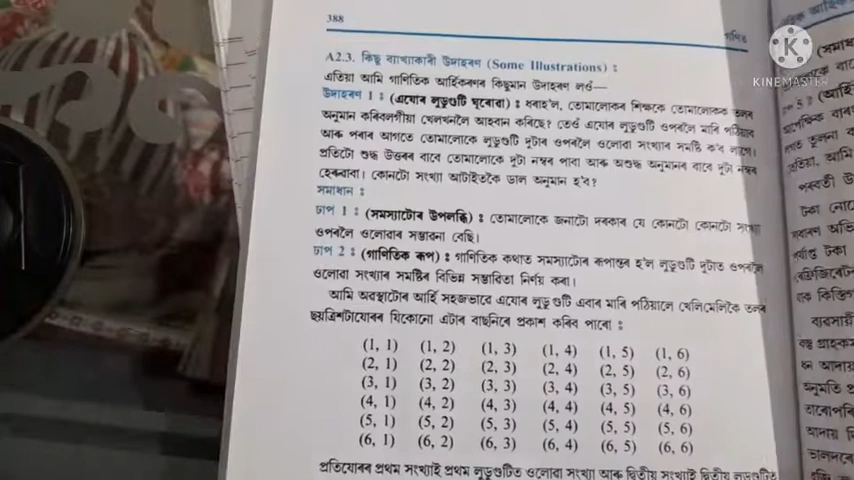 388
গণিত
A2.3. কিছু ব্যাখ্যাকাৰী উদাহৰণ (Some Illustrations) :
এতিয়া আমি গাণিতিক আৰ্হিকৰণৰ কিছুমান উদাহৰণ লওঁ—
উদাহৰণ 1 : (এযোৰ লুডুগুটি ঘূৰোৱা) : ধৰাহ'ল, তোমালোকৰ শিক্ষকে তোমালোকক তলৰ
অনুমান কৰিবলগীয়া খেলখনলৈ আহবান কৰিছে? তেওঁ এযোৰ লুডুগুটি ওপৰলৈ মাৰি পঠিয়াব
আৰু পৰাৰ আগতে তোমালোকে লুডুগুটি দুটাৰ ওপৰলৈ ওলোৱা সংখ্যাৰ সমষ্টি ক'ব লাগে।
প্ৰতিটো শুদ্ধ উত্তৰৰ বাবে তোমালোকে দুটা নম্বৰ পাবা আৰু অশুদ্ধ অনুমানৰ বাবে দুটা নম্বৰ
হেৰুৱাবা। কোনটো সংখ্যা আটাইতকৈ ভাল অনুমান হ'ব?
সমাধান :
ঢাপ 1 : (সমস্যাটোৰ উপলব্ধি) : তোমালোকে জনাটো দৰকাৰ যে কোনটো কোনটো সংখ্যা
ওপৰলৈ ওলোৱাৰ সম্ভাৱনা বেছি।
ঢাপ 2 : (গাণিতিক ৰূপ) : গাণিতিক কথাত সমস্যাটোৰ ৰূপান্তৰ হ'ল লুডুগুটি দুটাত ওপৰলৈ
ওলোৱা সংখ্যাৰ সমষ্টিৰ বিভিন্ন সম্ভাৱিতা নিৰ্ণয় কৰা।
আমি অৱস্থাটোৰ আৰ্হি সহজভাৱে এযোৰ লুডুগুটি এবাৰ মাৰি পঠিয়ালে খেলিমেলিকৈ তলৰ
ছয়ত্ৰিশটাযোৰৰ যিকোনো এটাৰ বাছনিৰে প্ৰকাশ কৰিব পাৰো :
(1, 1) (1, 2) (1, 3) (1, 4) (1, 5) (1, 6)
(2, 1) (2, 2) (2, 3) (2, 4) (2, 5) (2, 6)
(3, 1) (3, 2) (3, 3) (3, 4) (3, 5) (3, 6)
(4, 1) (4, 2) (4, 3) (4, 4) (4, 5) (4, 6)
(5, 1) (5, 2) (5, 3) (5, 4) (5, 5) (5, 6)
(6, 1) (6, 2) (6, 3) (6, 4) (6, 5) (6, 6)
প্ৰতিযোৰৰ প্ৰথম সংখ্যাই প্ৰথম লুডুগুটিত ওলোৱা সংখ্যা আৰু দ্বিতীয় সংখ্যাই দ্বিতীয় লুডুগুটিত
KINEMASTER